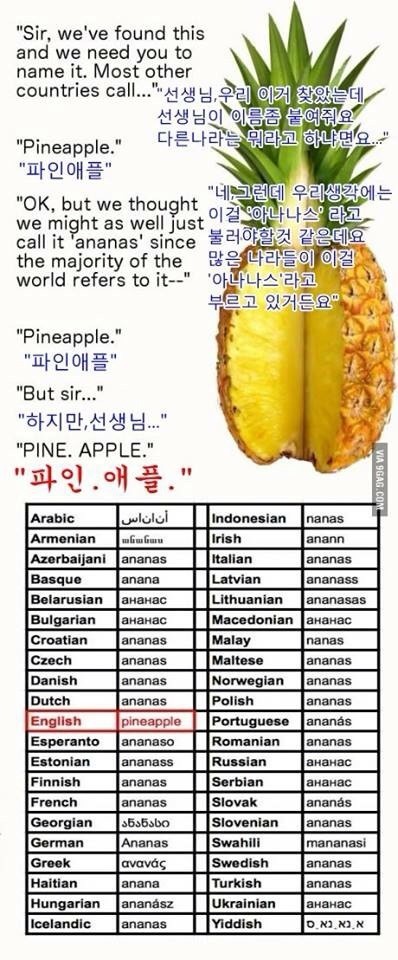 "Sir, we've found this
and we need you to
name it. Most other
countries call..."
"선생님,우리 이거 찾았는데
선생님이 이름좀 붙여줘요
다른나라는 뭐라고 하냐면요..."
"Pineapple."
"파인애플"
"OK, but we thought
we might as well just
call it 'ananas' since
the majority of the
world refers to it--"
"네,그런데 우리생각에는
이걸 '아나나스' 라고
불러야할것 같은데요
많은 나라들이 이걸
'아나나스'라고
부르고 있거든요"
"Pineapple."
"파인애플"
"But sir..."
"하지만,선생님..."
"PINE. APPLE."
"파인.애플."
VIA 9GAG.COM
Arabic أناناس Indonesian nanas
Armenian անանաս Irish anann
Azerbaijani ananas Italian ananas
Basque anana Latvian ananass
Belarusian ананас Lithuanian ananasas
Bulgarian ананас Macedonian ананас
Croatian ananas Malay nanas
Czech ananas Maltese ananas
Danish ananas Norwegian ananas
Dutch ananas Polish ananas
English pineapple Portuguese ananás
Esperanto ananaso Romanian ananas
Estonian ananass Russian ананас
Finnish ananas Serbian ананас
French ananas Slovak ananás
Georgian ანანასი Slovenian ananas
German Ananas Swahili mananasi
Greek ανανάς Swedish ananas
Haitian anana Turkish ananas
Hungarian ananász Ukrainian ананас
Icelandic ananas Yiddish אַנאַנאַס